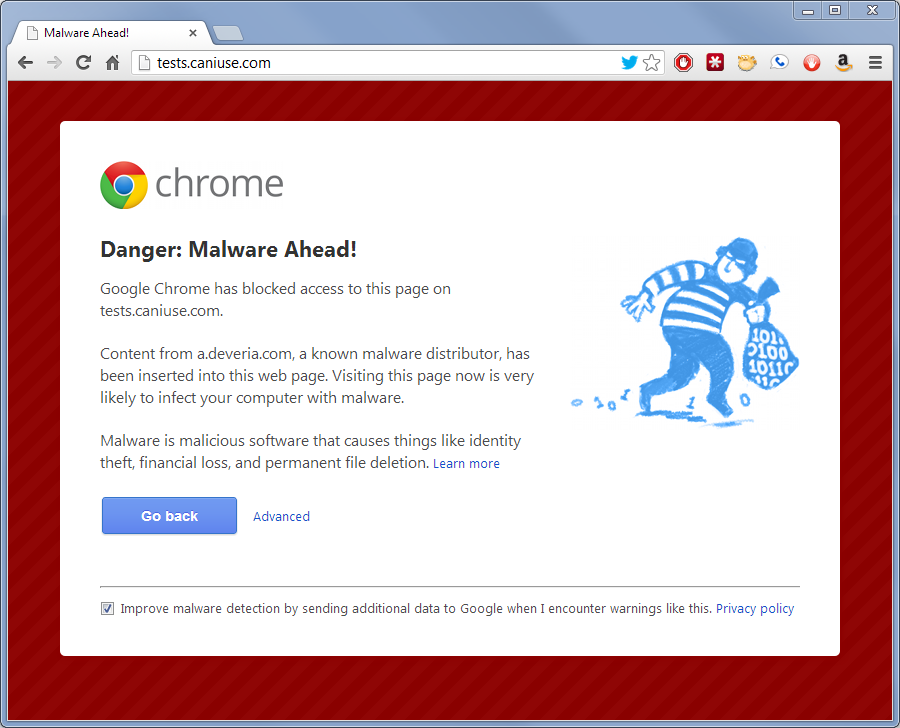 Malware Ahead!
tests.caniuse.com
chrome
Danger: Malware Ahead!
Google Chrome has blocked access to this page on
tests.caniuse.com.
Content from a.deveria.com, a known malware distributor, has
been inserted into this web page. Visiting this page now is very
likely to infect your computer with malware.
Malware is malicious software that causes things like identity
theft, financial loss, and permanent file deletion. Learn more
Go back Advanced
Improve malware detection by sending additional data to Google when I encounter warnings like this. Privacy policy